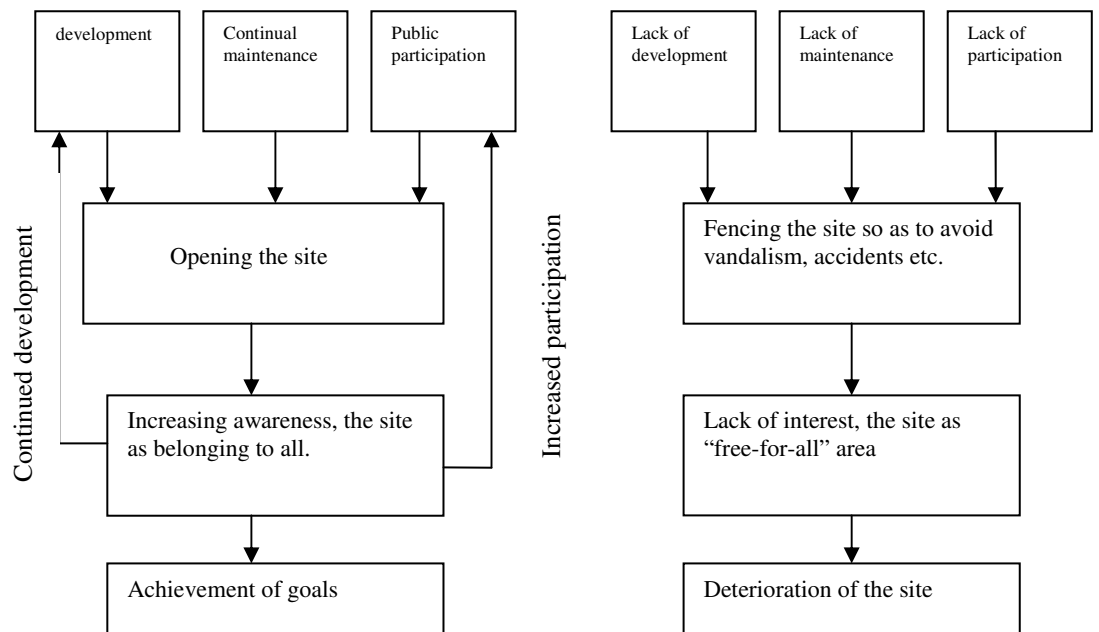 development
Continual
maintenance
Public
participation
Lack of
development
Lack of
maintenance
Lack of
participation
Opening the site
Fencing the site so as to avoid
vandalism, accidents etc.
Continued development
Increased participation
Increasing awareness, the site
as belonging to all.
Lack of interest, the site as
“free-for-all” area
Achievement of goals
Deterioration of the site